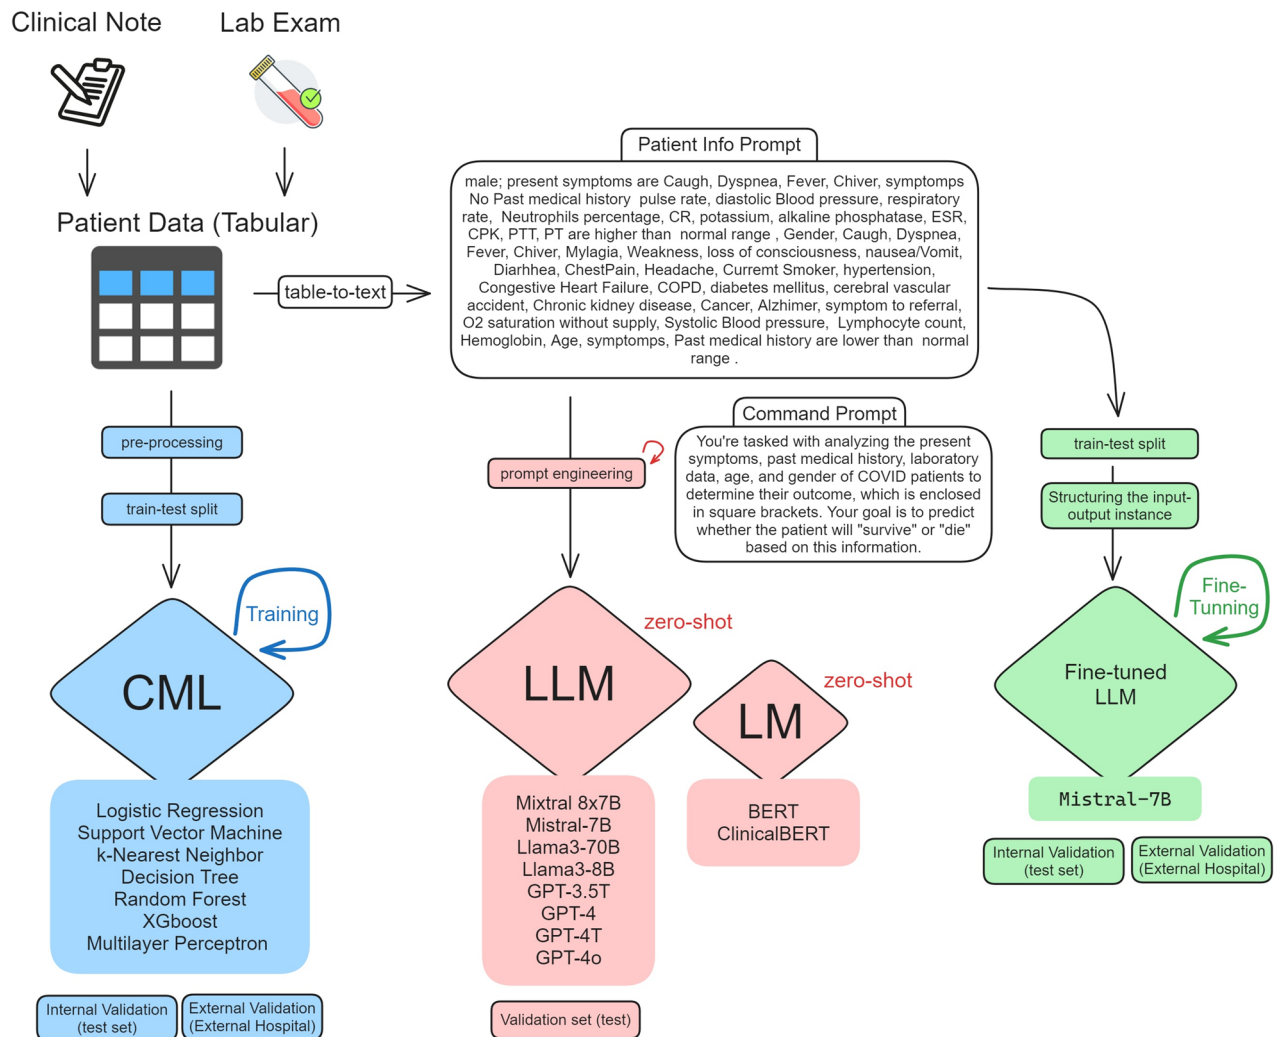 Clinical Note
Lab Exam
Patient Data (Tabular)
table-to-text
Patient Info Prompt
male; present symptoms are Caugh, Dyspnea, Fever, Chiver, symptomps
No Past medical history  pulse rate, diastolic Blood pressure, respiratory
rate,  Neutrophils percentage, CR, potassium, alkaline phosphatase, ESR,
CPK, PTT, PT are higher than  normal range , Gender, Caugh, Dyspnea,
Fever, Chiver, Mylagia, Weakness, loss of consciousness, nausea/Vomit,
Diarhhea, ChestPain, Headache, Curremt Smoker, hypertension,
Congestive Heart Failure, COPD, diabetes mellitus, cerebral vascular
accident, Chronic kidney disease, Cancer, Alzhimer, symptom to referral,
O2 saturation without supply, Systolic Blood pressure,  Lymphocyte count,
Hemoglobin, Age, symptomps, Past medical history are lower than  normal
range .
pre-processing
train-test split
Training
CML
Logistic Regression
Support Vector Machine
k-Nearest Neighbor
Decision Tree
Random Forest
XGboost
Multilayer Perceptron
Internal Validation
(test set)
External Validation
(External Hospital)
prompt engineering
Command Prompt
You're tasked with analyzing the present
symptoms, past medical history, laboratory
data, age, and gender of COVID patients to
determine their outcome, which is enclosed
in square brackets. Your goal is to predict
whether the patient will "survive" or "die"
based on this information.
zero-shot
LLM
Mixtral 8x7B
Mistral-7B
Llama3-70B
Llama3-8B
GPT-3.5T
GPT-4
GPT-4T
GPT-4o
Validation set (test)
zero-shot
LM
BERT
ClinicalBERT
train-test split
Structuring the input-
output instance
Fine-
Tunning
Fine-tuned
LLM
Mistral-7B
Internal Validation
(test set)
External Validation
(External Hospital)